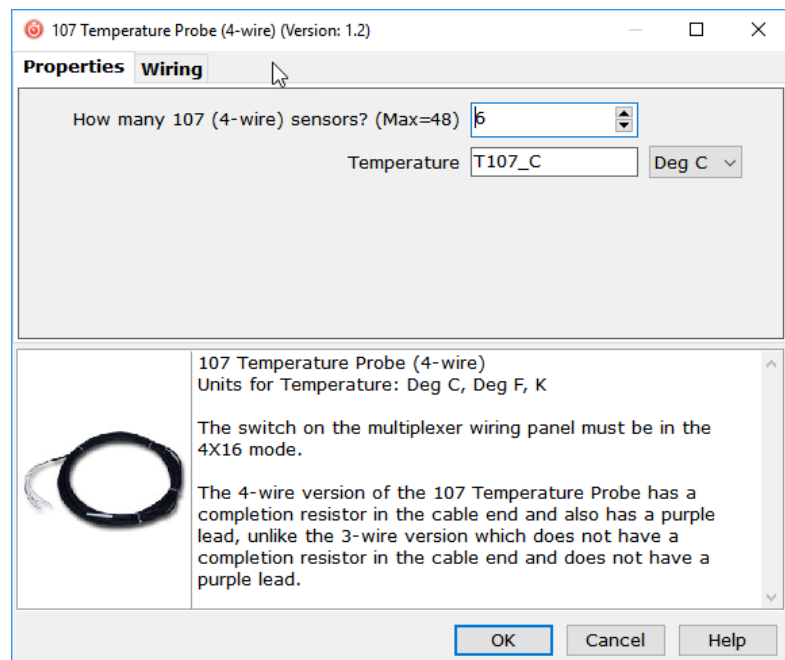 107 Temperature Probe (4-wire) (Version: 1.2)
Properties Wiring
How many 107 (4-wire) sensors? (Max=48) 6
Temperature T107_C Deg C
107 Temperature Probe (4-wire)
Units for Temperature: Deg C, Deg F, K
The switch on the multiplexer wiring panel must be in the
4X16 mode.
The 4-wire version of the 107 Temperature Probe has a
completion resistor in the cable end and also has a purple
lead, unlike the 3-wire version which does not have a
completion resistor in the cable end and does not have a
purple lead.
OK Cancel Help